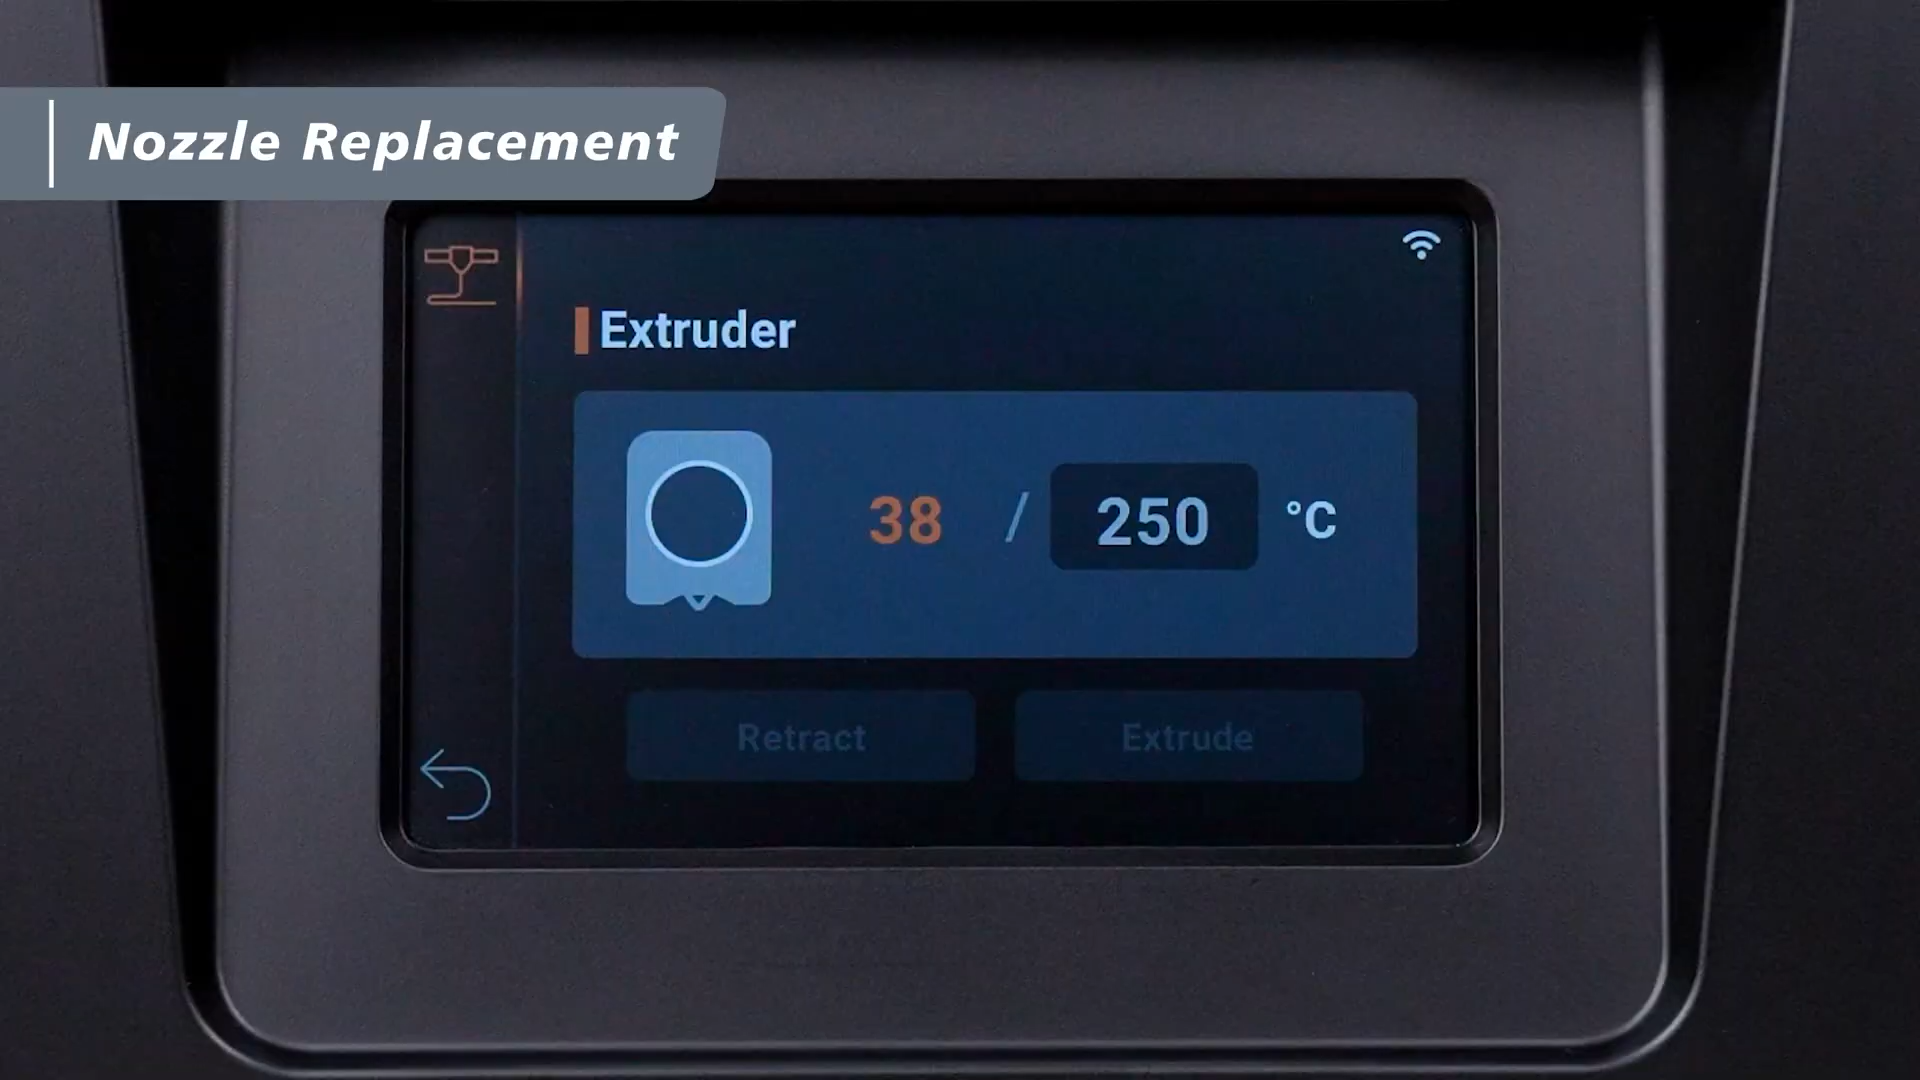 Nozzle Replacement
Extruder
38 / 250 °C
Retract Extrude